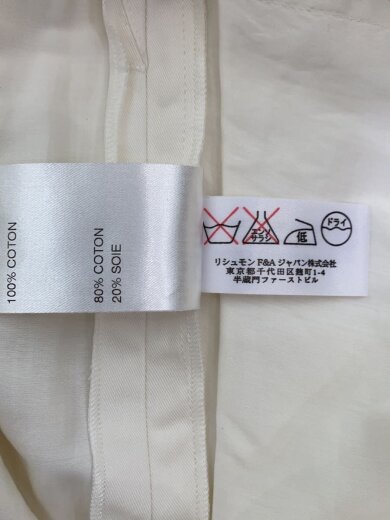 100% COTON
80% COTON
20% SOIE
エンソ
サラシ
低
ドライ
リシュモンF&A ジャパン株式会社
東京都千代田区麹町1-4
半蔵門ファーストビル